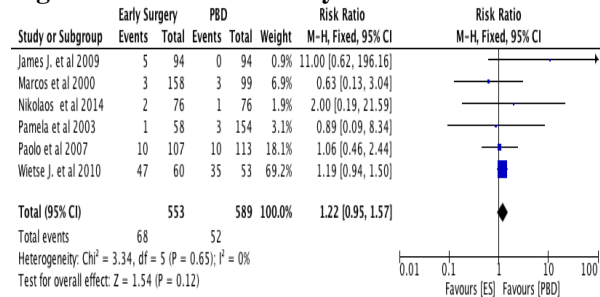 Early Surgery PBD Risk Ratio Risk Ratio
Study or Subgroup Events Total Events Total Weight M-H, Fixed, 95% CI M-H, Fixed, 95% CI
James J. et al 2009 5 94 0 94 0.9% 11.00 [0.62, 196.16]
Marcos et al 2000 3 158 3 99 7.2% 0.63 [0.13, 3.04]
Nikolaos et al 2014 2 76 1 76 1.9% 2.00 [0.19, 21.59]
Pamela et al 2003 1 58 3 154 3.1% 0.89 [0.09, 8.34]
Paolo et al 2007 10 107 10 113 18.1% 1.06 [0.46, 2.44]
Wietse J. et al 2010 47 60 35 53 69.2% 1.19 [0.94, 1.50]
Total (95% CI) 553 589 100.0% 1.22 [0.95, 1.57]
Total events 68 52
Heterogeneity: Chi² = 3.34, df = 5 (P = 0.65); I² = 0%
Test for overall effect: Z = 1.54 (P = 0.12)
0.01 0.1 1 10 100
Favours [ES] Favours [PBD]